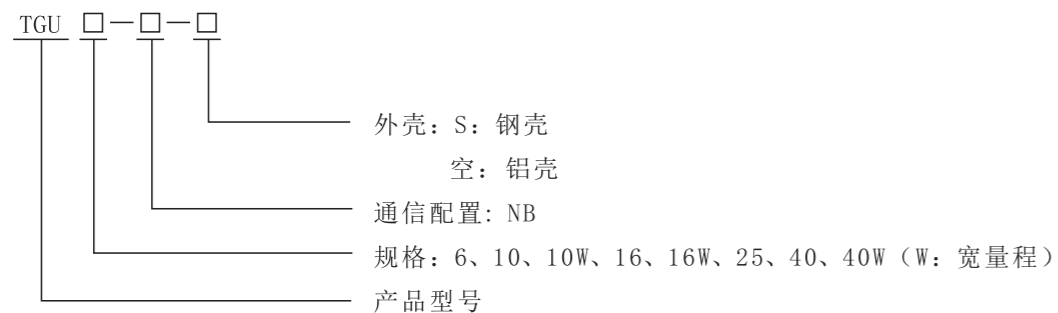 TGU □—□—□
外壳：S：钢壳
空：铝壳
通信配置：NB
规格：6、10、10W、16、16W、25、40、40W（W：宽量程）
产品型号